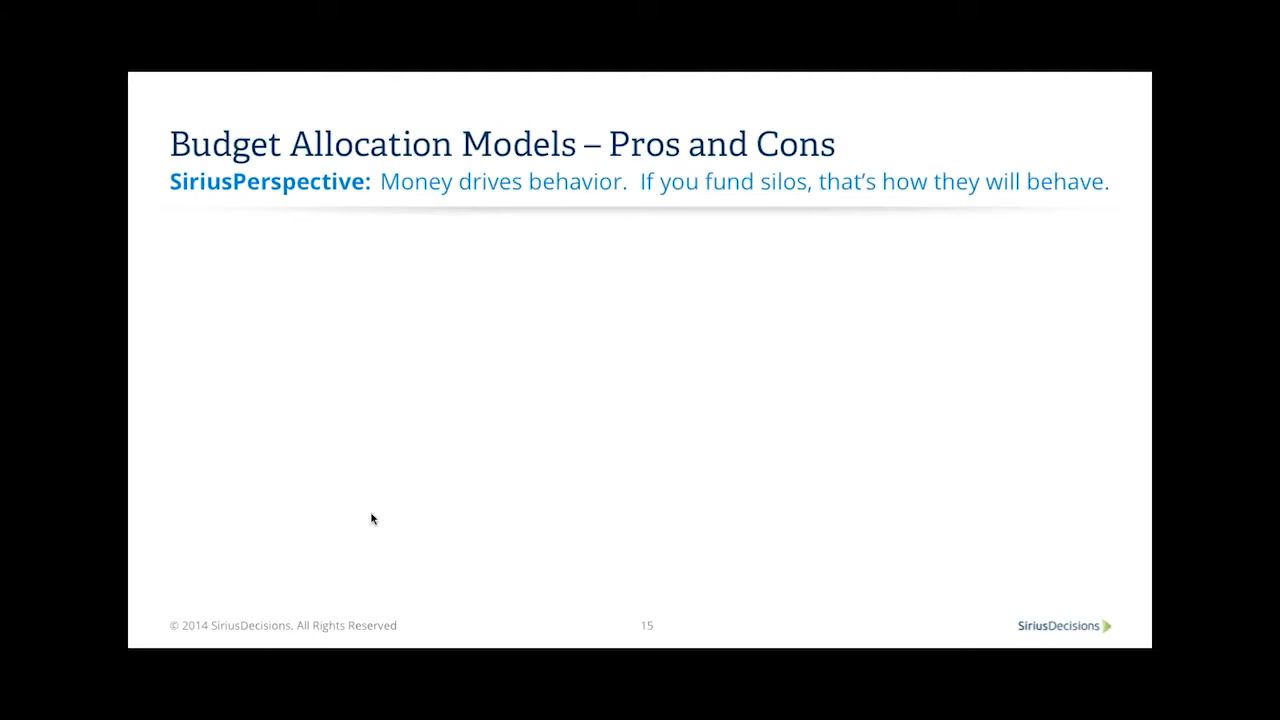 Budget Allocation Models – Pros and Cons
SiriusPerspective: Money drives behavior.  If you fund silos, that’s how they will behave.
© 2014 SiriusDecisions. All Rights Reserved
15
SiriusDecisions